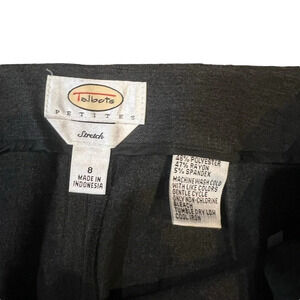 Talbots
PETITES
Stretch
8
MADE IN
INDONESIA
48% POLYESTER
47% RAYON
5% SPANDEX
MACHINE WASH COLD
WITH LIKE COLORS
GENTLE CYCLE
ONLY NON-CHLORINE
BLEACH
TUMBLE DRY LOW
COOL IRON